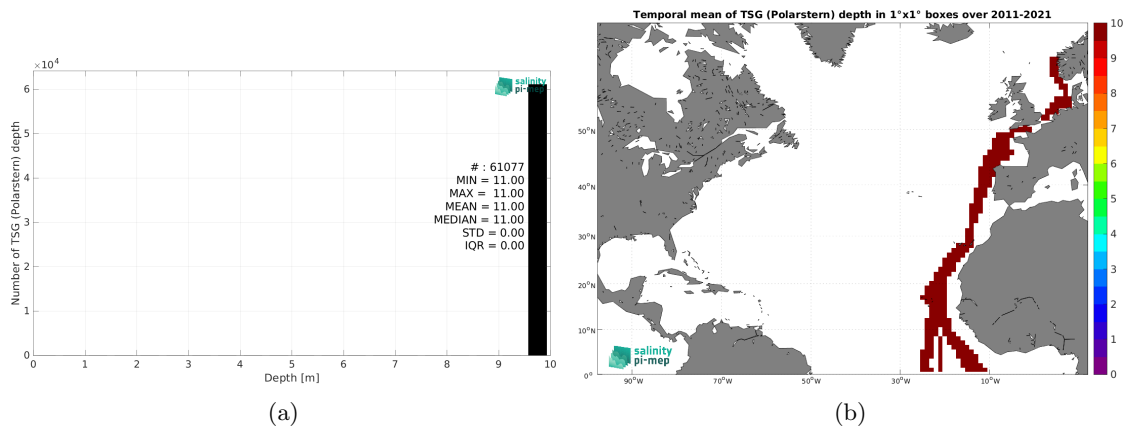 ×10⁴
6
5
4
3
2
1
0
Number of TSG (Polarstern) depth
salinity
pi-mep
# : 61077
MIN = 11.00
MAX = 11.00
MEAN = 11.00
MEDIAN = 11.00
STD = 0.00
IQR = 0.00
0 1 2 3 4 5 6 7 8 9 10
Depth [m]
(a)
Temporal mean of TSG (Polarstern) depth in 1°x1° boxes over 2011-2021
50°N
40°N
30°N
20°N
10°N
0°
90°W 70°W 50°W 30°W 10°W
salinity
pi-mep
10
9
8
7
6
5
4
3
2
1
0
(b)